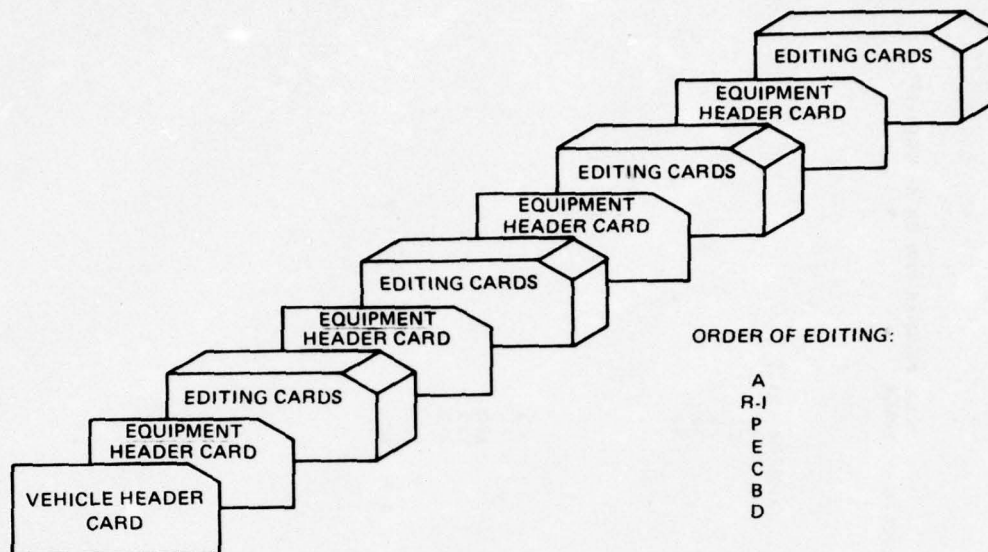 EDITING CARDS
EQUIPMENT
HEADER CARD
EDITING CARDS
EQUIPMENT
HEADER CARD
EDITING CARDS
EQUIPMENT
HEADER CARD
EDITING CARDS
EQUIPMENT
HEADER CARD
VEHICLE HEADER
CARD
ORDER OF EDITING:
A
R-I
P
E
C
B
D